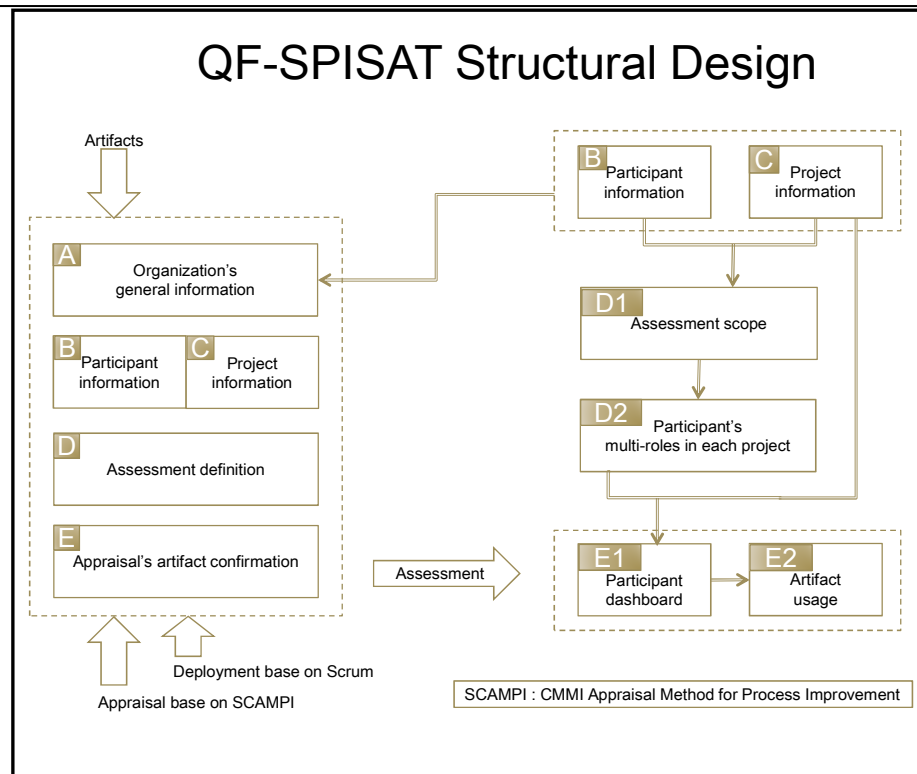 QF-SPISAT Structural Design
Artifacts
A
Organization's
general information
B
Participant
information
C
Project
information
D
Assessment definition
E
Appraisal's artifact confirmation
Deployment base on Scrum
Appraisal base on SCAMPI
Assessment
B
Participant
information
C
Project
information
D1
Assessment scope
D2
Participant's
multi-roles in each project
E1
Participant
dashboard
E2
Artifact
usage
SCAMPI : CMMI Appraisal Method for Process Improvement